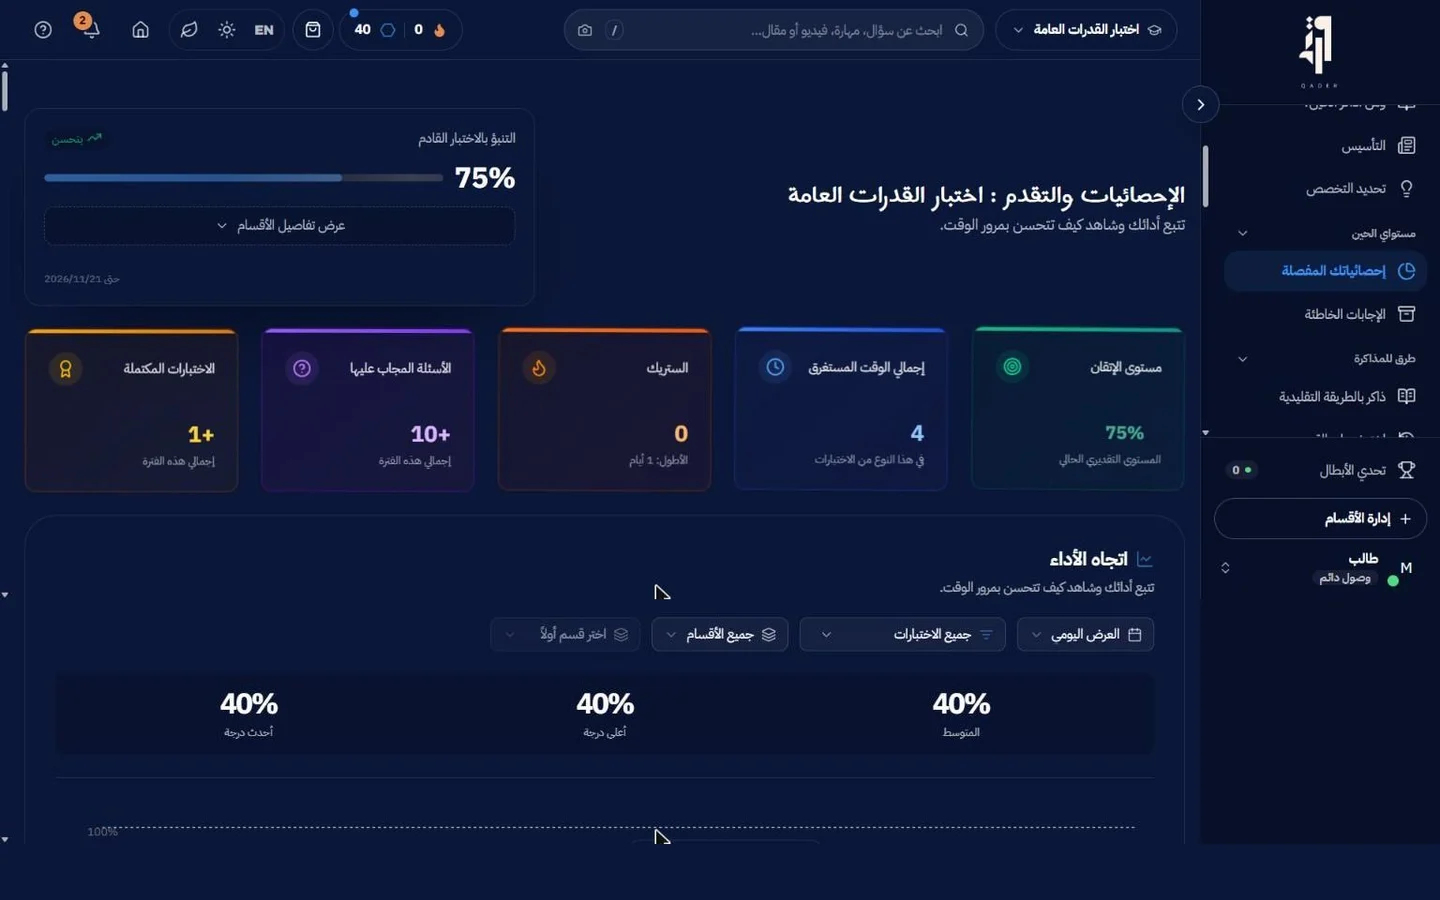 QADER
التأسيس
تحديد التخصص
مستواي الحين
إحصائياتك المفصلة
الإجابات الخاطئة
طرق للمذاكرة
ذاكر بالطريقة التقليدية
تحدي الأبطال
0
إدارة الأقسام
M
طالب
وصول دائم
اختبار القدرات العامة
ابحث عن سؤال، مهارة، فيديو أو مقال...
/
0
40
EN
2
الإحصائيات والتقدم : اختبار القدرات العامة
تتبع أدائك وشاهد كيف تتحسن بمرور الوقت.
التنبؤ بالاختبار القادم
يتحسن
75%
عرض تفاصيل الأقسام
حتى 2026/11/21
مستوى الإتقان
75%
المستوى التقديري الحالي
إجمالي الوقت المستغرق
4
في هذا النوع من الاختبارات
الستريك
0
الأطول: 1 أيام
الأسئلة المجاب عليها
10+
إجمالي هذه الفترة
الاختبارات المكتملة
1+
إجمالي هذه الفترة
اتجاه الأداء
تتبع أدائك وشاهد كيف تتحسن بمرور الوقت.
العرض اليومي
جميع الاختبارات
جميع الأقسام
اختر قسم أولاً
40%
المتوسط
40%
أعلى درجة
40%
أحدث درجة
100%